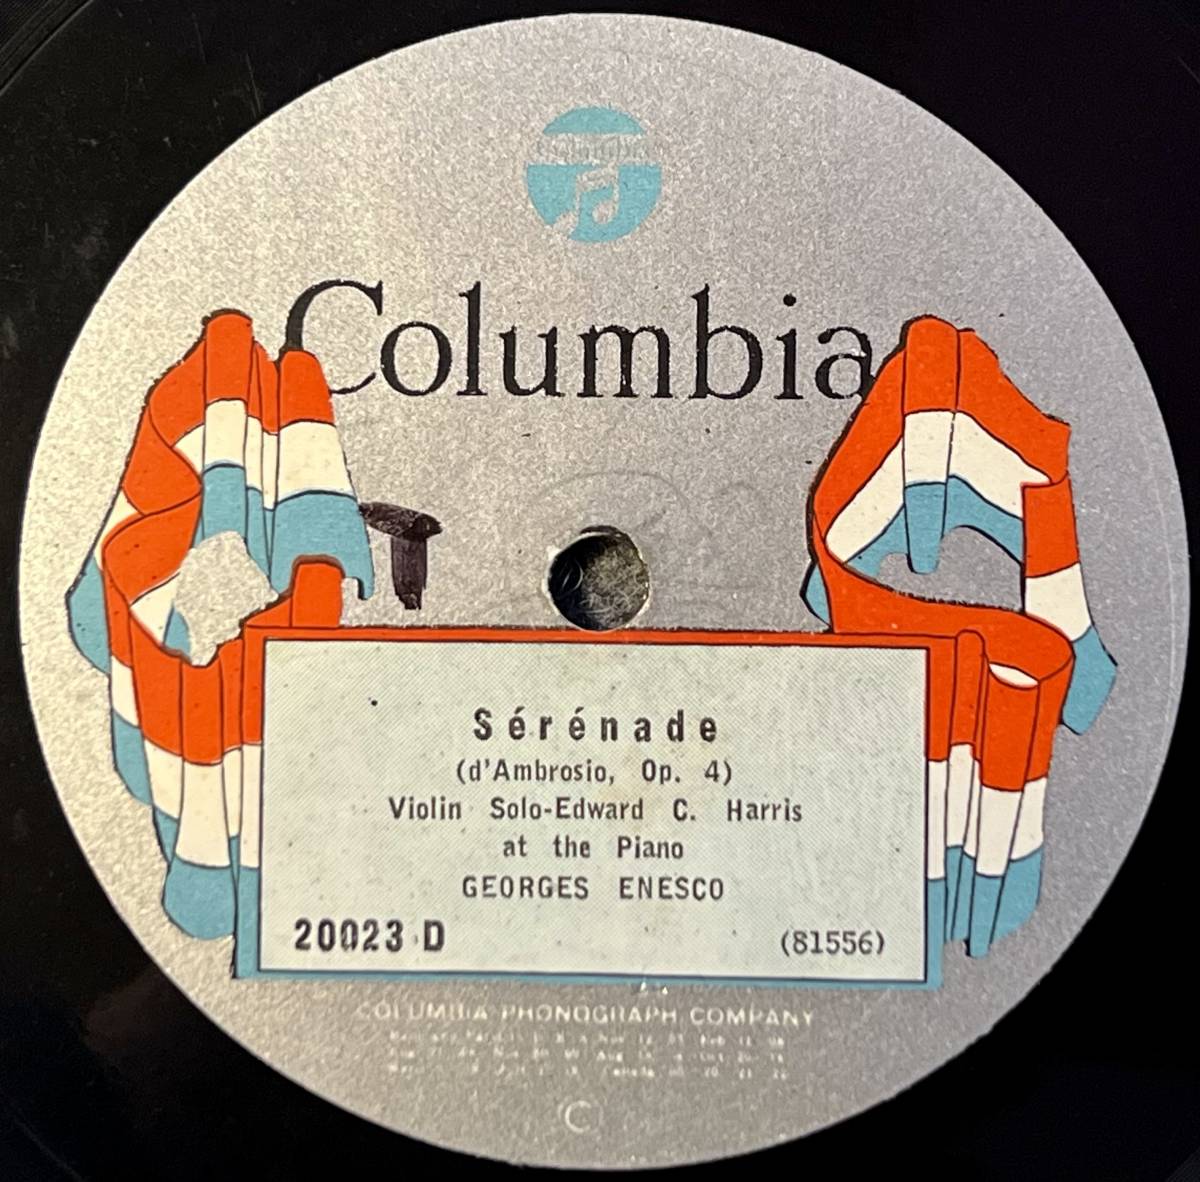 Columbia
Columbia
T
Sérénade
(d'Ambrosio, Op. 4)
Violin Solo-Edward C. Harris
at the Piano
GEORGES ENESCO
20023 D
(81556)
COLUMBIA PHONOGRAPH COMPANY
C